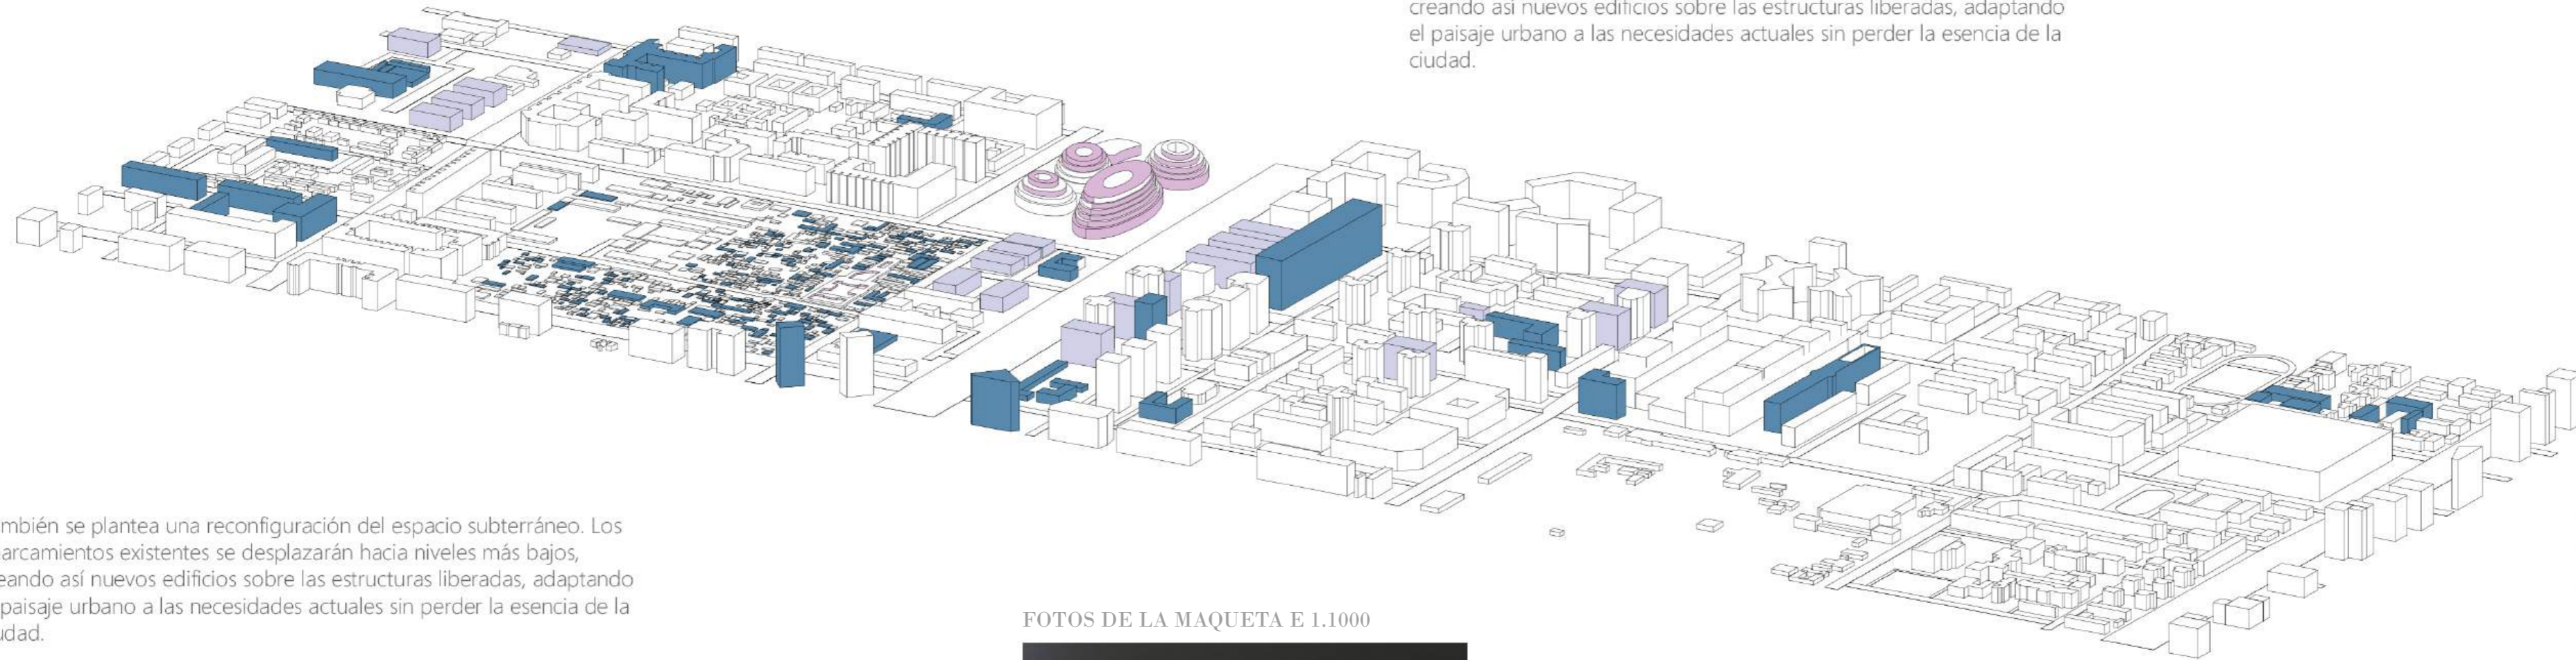 creando así nuevos edificios sobre las estructuras liberadas, adaptando
el paisaje urbano a las necesidades actuales sin perder la esencia de la
ciudad.
mbién se plantea una reconfiguración del espacio subterráneo. Los
arcamientos existentes se desplazarán hacia niveles más bajos,
eando así nuevos edificios sobre las estructuras liberadas, adaptando
paisaje urbano a las necesidades actuales sin perder la esencia de la
udad.
FOTOS DE LA MAQUETA E 1.1000